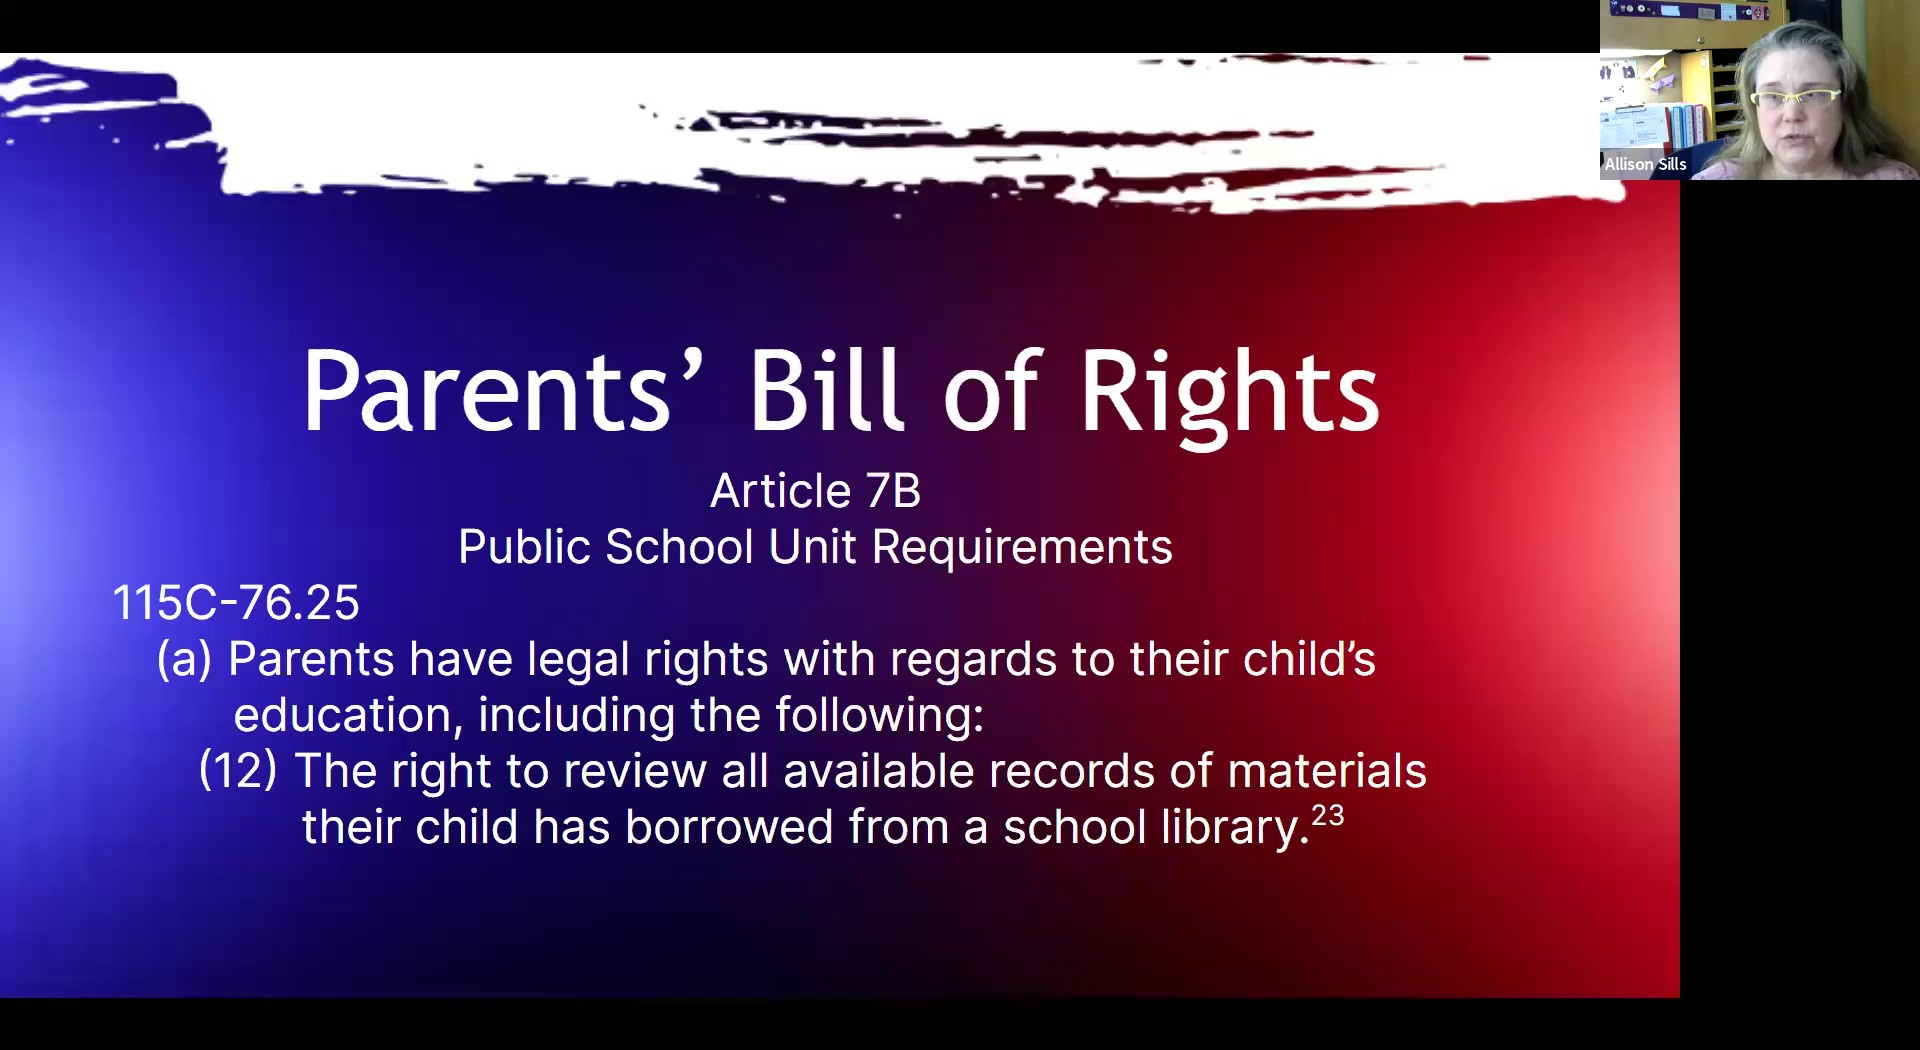 Allison Sills
Parents’ Bill of Rights
Article 7B
Public School Unit Requirements
115C-76.25
(a) Parents have legal rights with regards to their child’s
education, including the following:
(12) The right to review all available records of materials
their child has borrowed from a school library.23